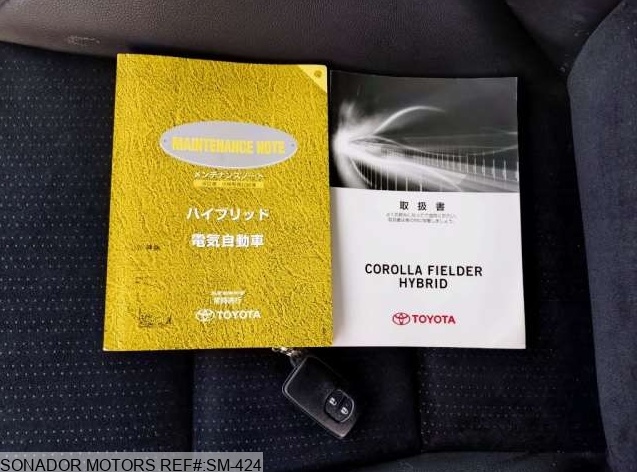 MAINTENANCE NOTE
メンテナンスノート
ハイブリッド
電気自動車
TOYOTA
取扱書
COROLLA FIELDER
HYBRID
TOYOTA
SONADOR MOTORS REF#:SM-424